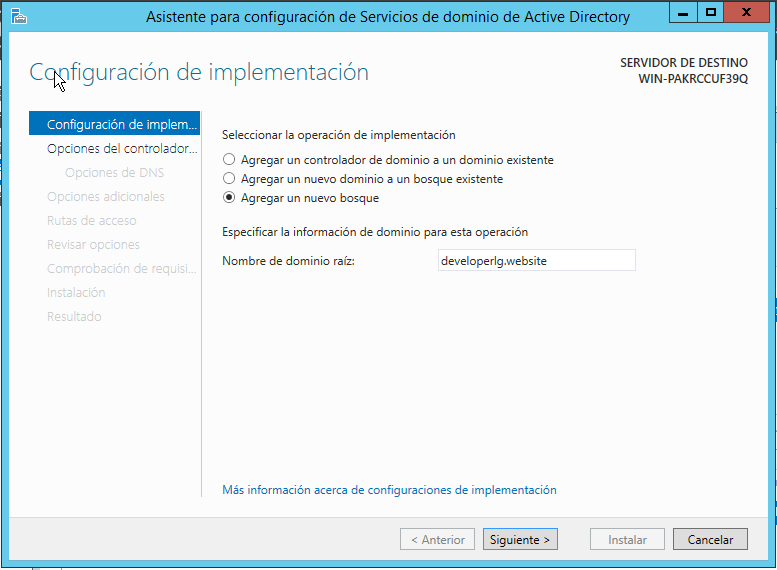 Asistente para configuración de Servicios de dominio de Active Directory
Configuración de implementación
SERVIDOR DE DESTINO
WIN-PAKRCCUF39Q
Configuración de implem...
Opciones del controlador...
Opciones de DNS
Opciones adicionales
Rutas de acceso
Revisar opciones
Comprobación de requisi...
Instalación
Resultado
Seleccionar la operación de implementación
Agregar un controlador de dominio a un dominio existente
Agregar un nuevo dominio a un bosque existente
Agregar un nuevo bosque
Especificar la información de dominio para esta operación
Nombre de dominio raíz: developerlg.website
Más información acerca de configuraciones de implementación
< Anterior Siguiente > Instalar Cancelar